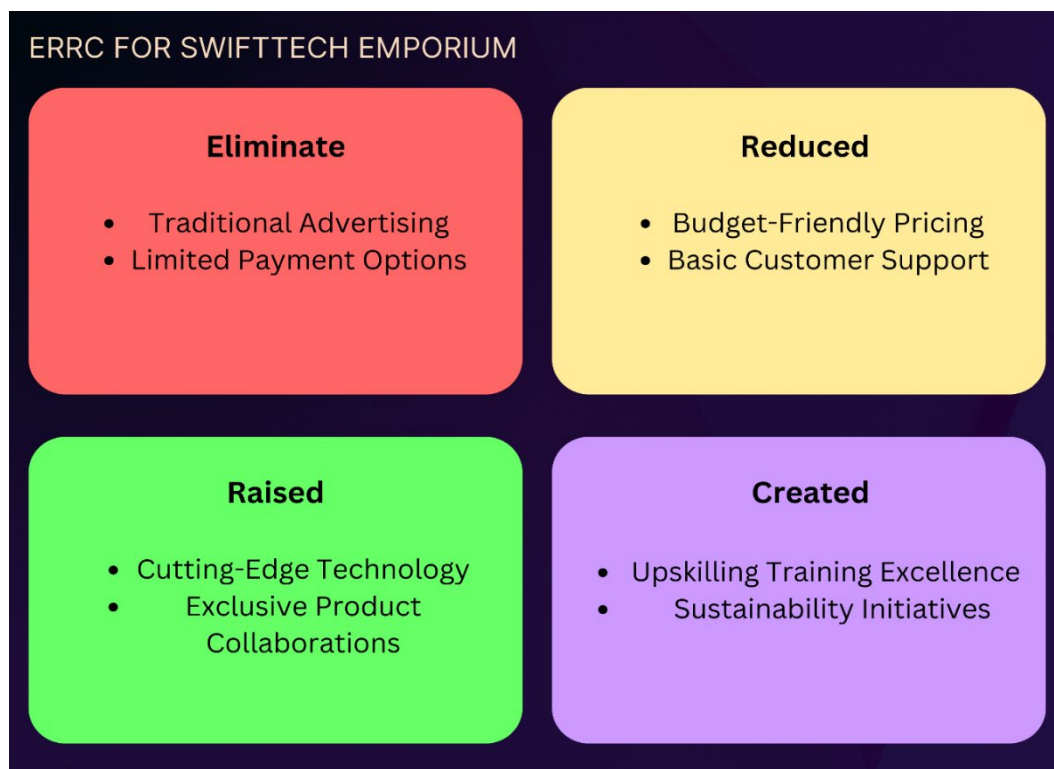 ERRC FOR SWIFTTECH EMPORIUM
Eliminate
• Traditional Advertising
• Limited Payment Options
Reduced
• Budget-Friendly Pricing
• Basic Customer Support
Raised
• Cutting-Edge Technology
• Exclusive Product
Collaborations
Created
• Upskilling Training Excellence
• Sustainability Initiatives